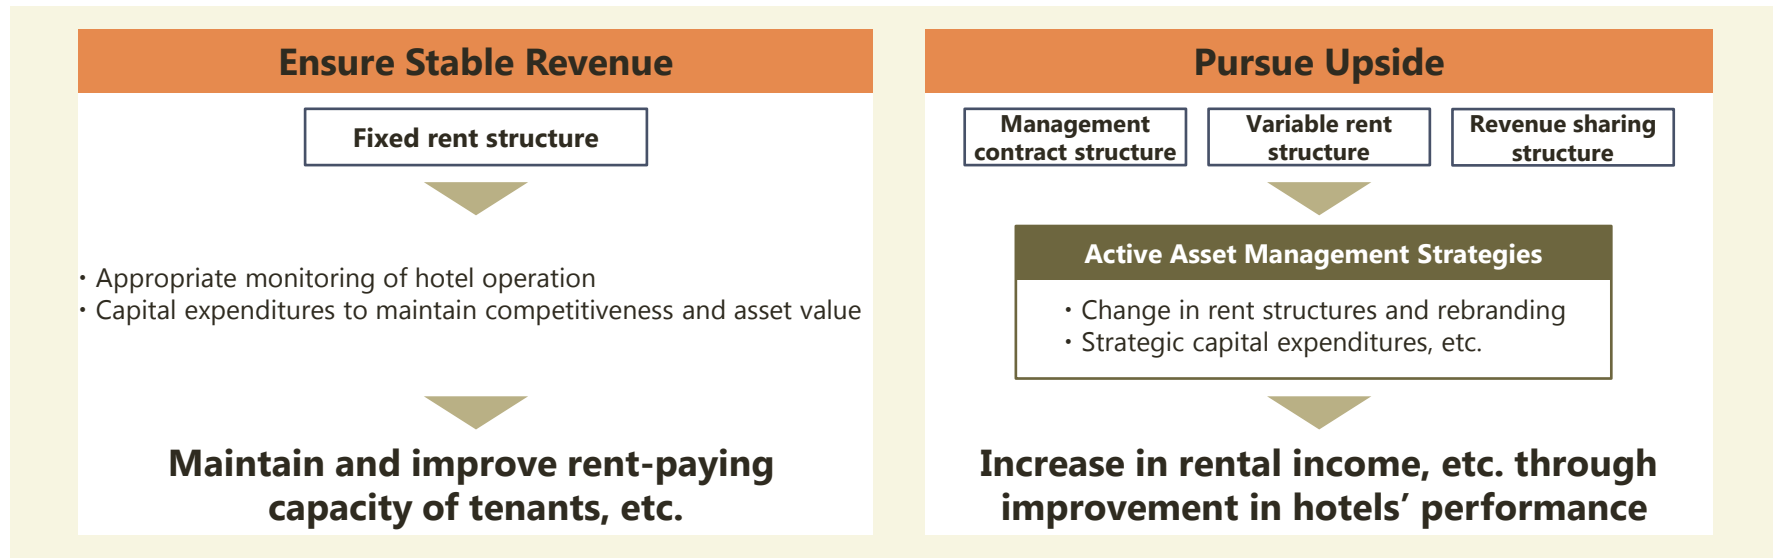 Ensure Stable Revenue
Fixed rent structure
・Appropriate monitoring of hotel operation
・Capital expenditures to maintain competitiveness and asset value
Maintain and improve rent-paying
capacity of tenants, etc.
Pursue Upside
Management
contract structure
Variable rent
structure
Revenue sharing
structure
Active Asset Management Strategies
・Change in rent structures and rebranding
・Strategic capital expenditures, etc.
Increase in rental income, etc. through
improvement in hotels’ performance